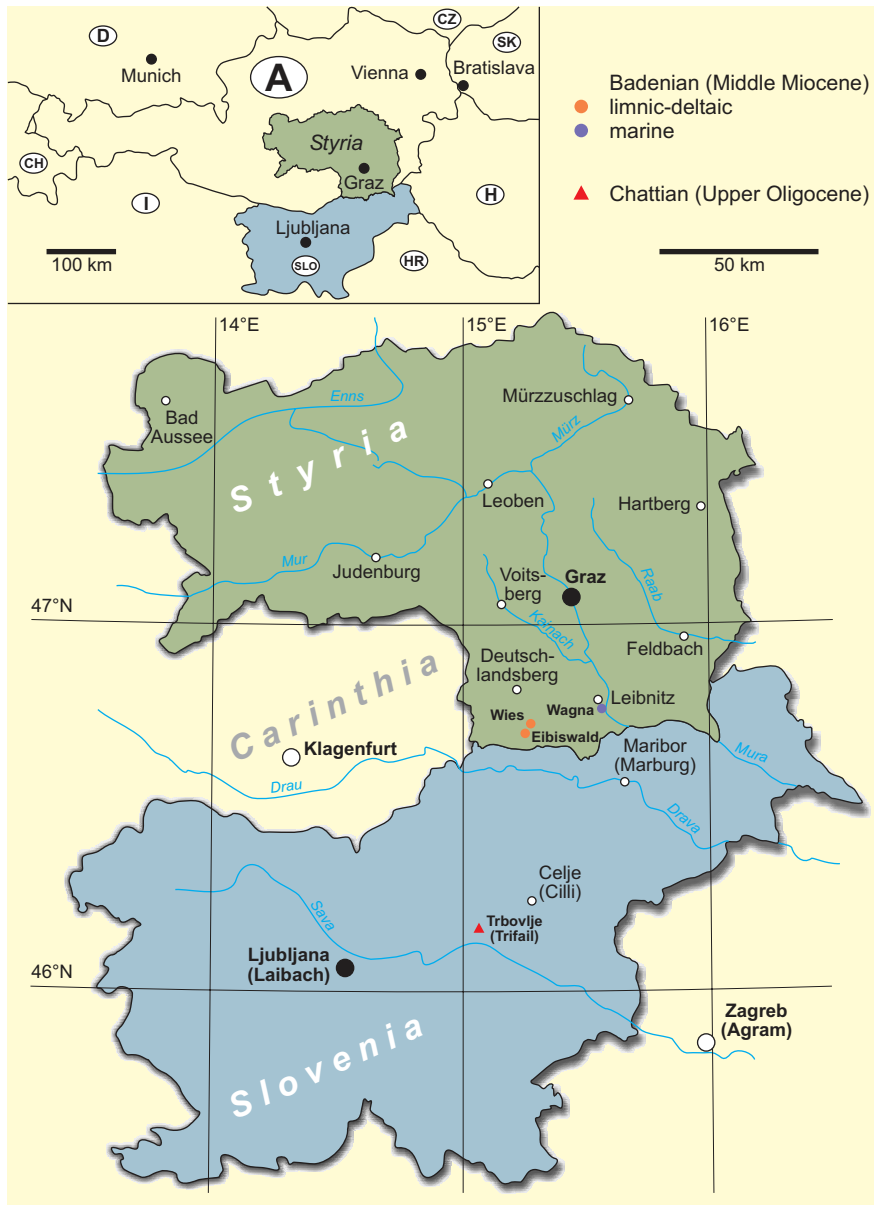 D
CZ
SK
Munich
A
Vienna
Bratislava
Styria
CH
Graz
I
H
Ljubljana
SLO
HR
100 km
Badenian (Middle Miocene)
limnic-deltaic
marine
Chattian (Upper Oligocene)
50 km
14°E
15°E
16°E
Enns
Bad
Aussee
Mürzzuschlag
Mürz
Styria
Leoben
Hartberg
Mur
Judenburg
Voits-
berg
Graz
Raab
47°N
Kainach
Feldbach
Deutsch-
landsberg
Carinthia
Leibnitz
Wagna
Wies
Eibiswald
Klagenfurt
Maribor
(Marburg)
Mura
Drau
Drava
Celje
(Cilli)
Sava
Trbovlje
(Trifail)
Ljubljana
(Laibach)
46°N
Zagreb
(Agram)
Slovenia